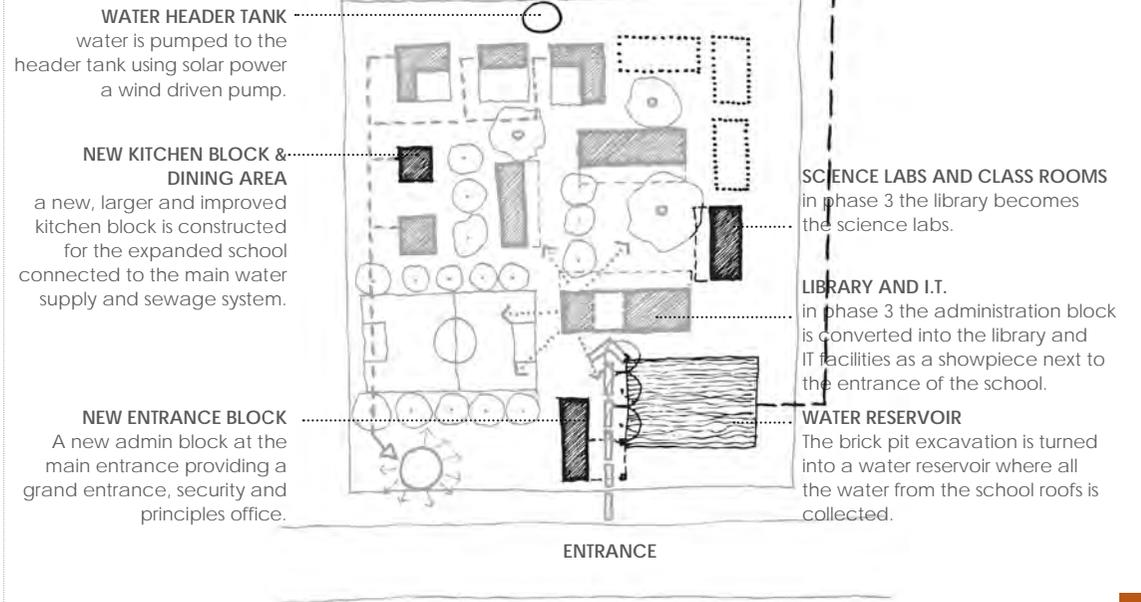 WATER HEADER TANK
water is pumped to the
header tank using solar power
a wind driven pump.
NEW KITCHEN BLOCK &
DINING AREA
a new, larger and improved
kitchen block is constructed
for the expanded school
connected to the main water
supply and sewage system.
NEW ENTRANCE BLOCK
A new admin block at the
main entrance providing a
grand entrance, security and
principles office.
SCIENCE LABS AND CLASS ROOMS
in phase 3 the library becomes
the science labs.
LIBRARY AND I.T.
in phase 3 the administration block
is converted into the library and
IT facilities as a showpiece next to
the entrance of the school.
WATER RESERVOIR
The brick pit excavation is turned
into a water reservoir where all
the water from the school roofs is
collected.
ENTRANCE